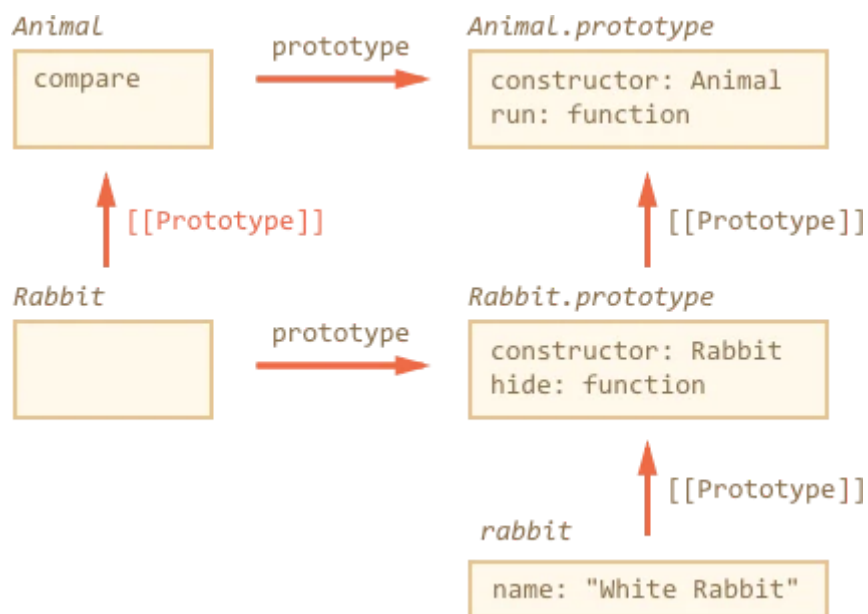 Animal
prototype
Animal.prototype
compare
constructor: Animal
run: function
[[Prototype]]
[[Prototype]]
Rabbit
prototype
Rabbit.prototype
constructor: Rabbit
hide: function
[[Prototype]]
rabbit
name: "White Rabbit"